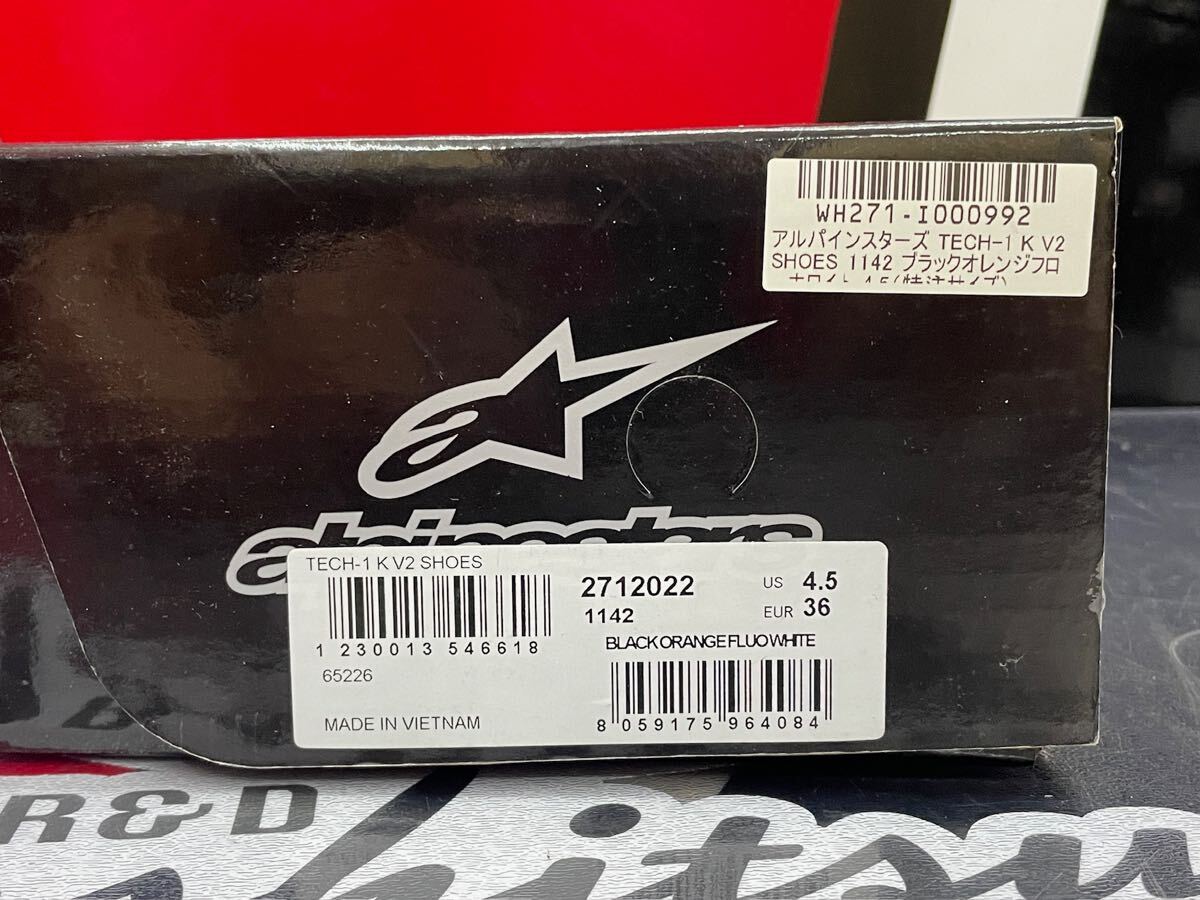 WH271-I000992
アルパインスターズ TECH-1 K V2
SHOES 1142 ブラックオレンジフロ
alpinestars
TECH-1 K V2 SHOES
2712022
US 4.5
1142
EUR 36
BLACK ORANGE FLUO WHITE
1 230013 546618
65226
8 059175 964084
MADE IN VIETNAM
R&D